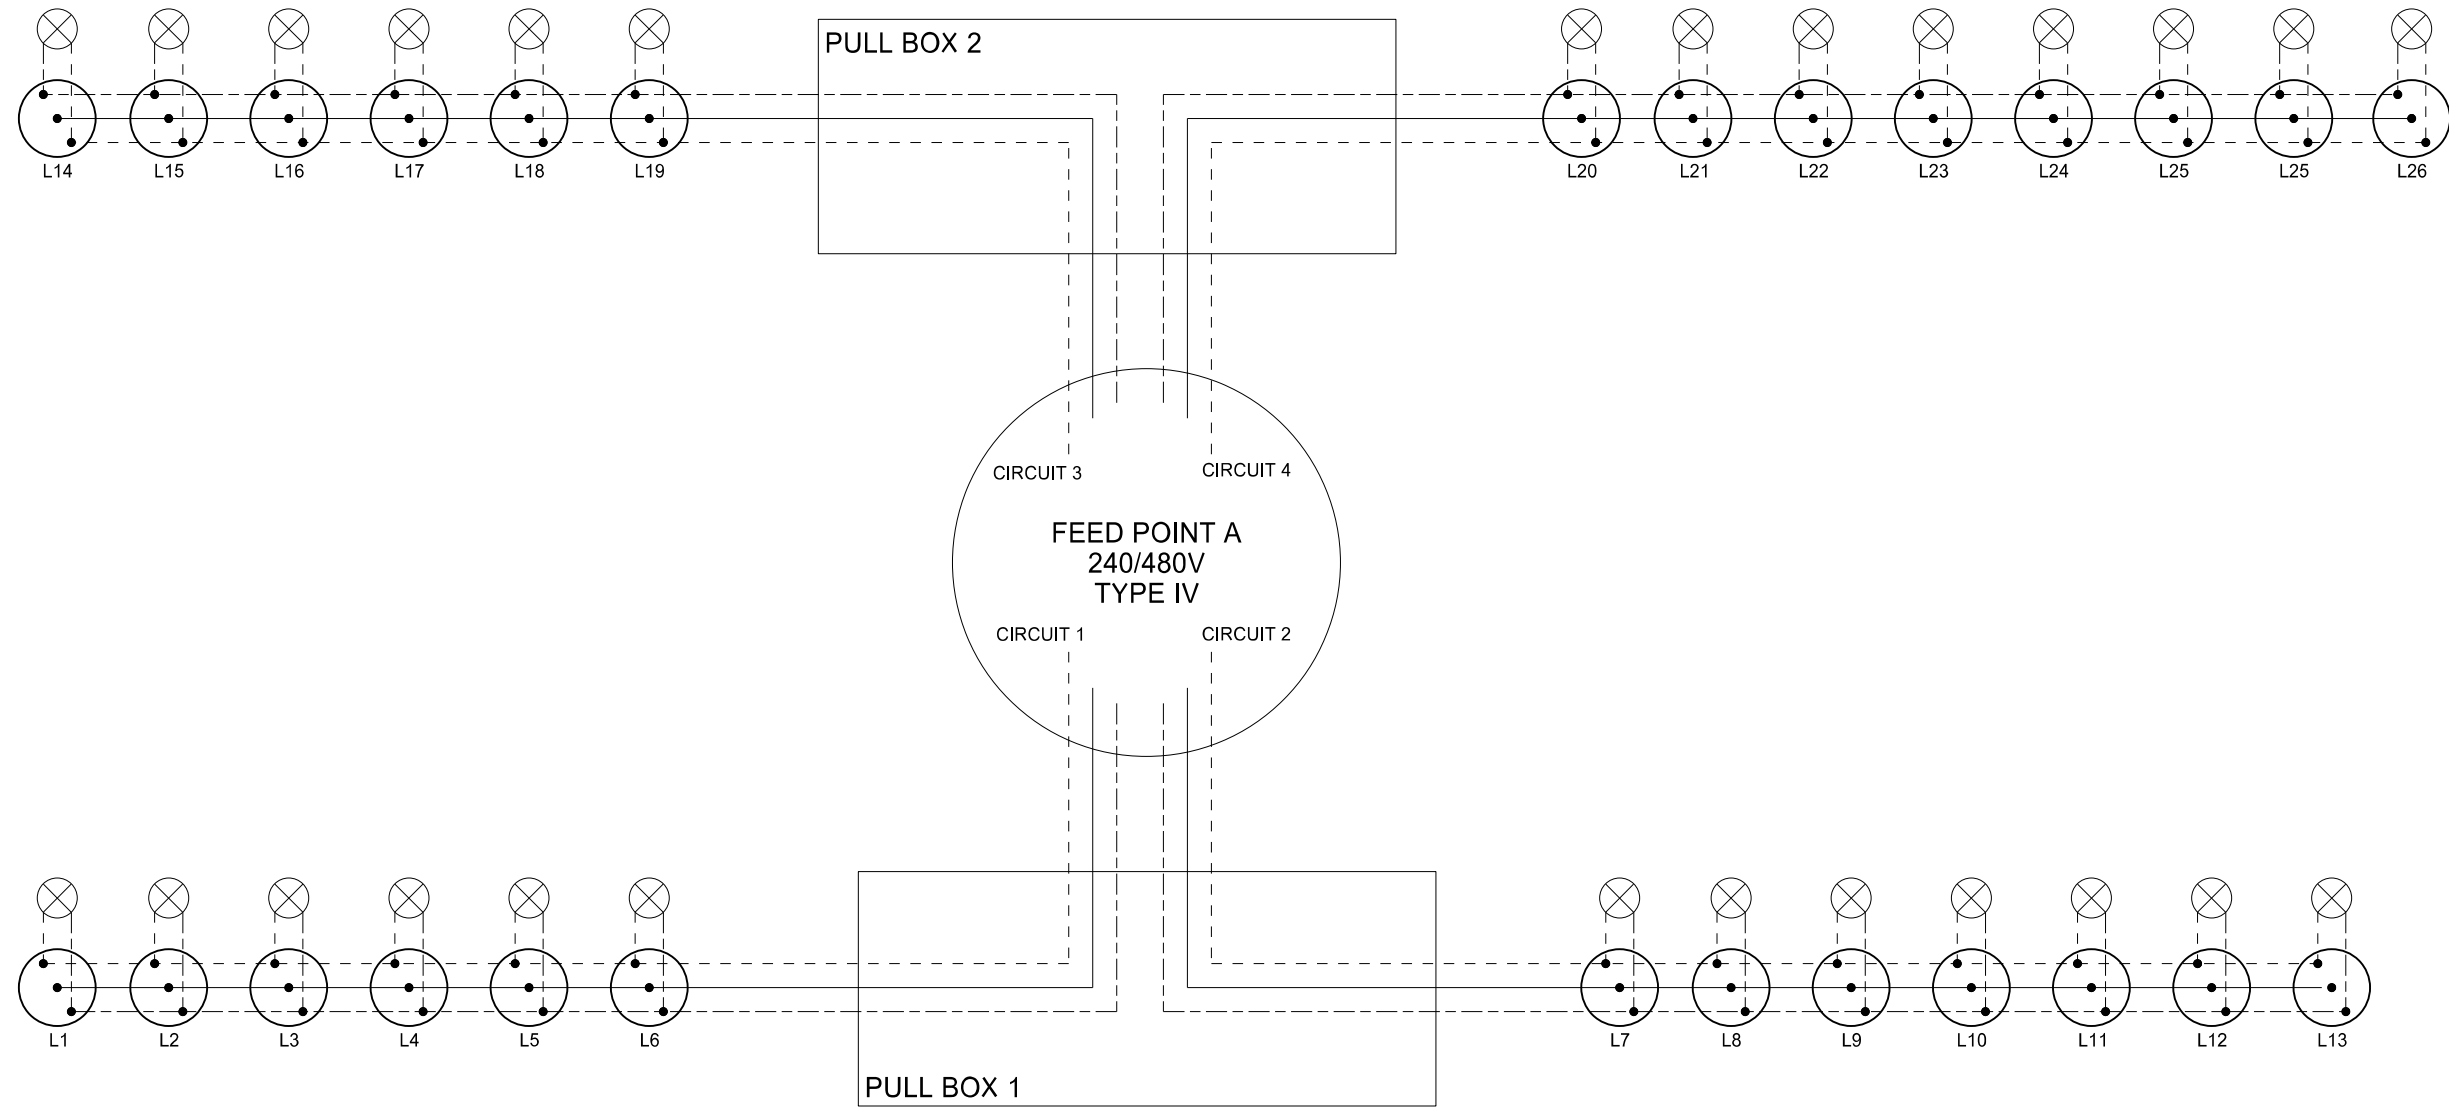 PULL BOX 2
L14 L15 L16 L17 L18 L19 L20 L21 L22 L23 L24 L25 L25 L26
CIRCUIT 3 CIRCUIT 4
FEED POINT A
240/480V
TYPE IV
CIRCUIT 1 CIRCUIT 2
L1 L2 L3 L4 L5 L6 L7 L8 L9 L10 L11 L12 L13
PULL BOX 1